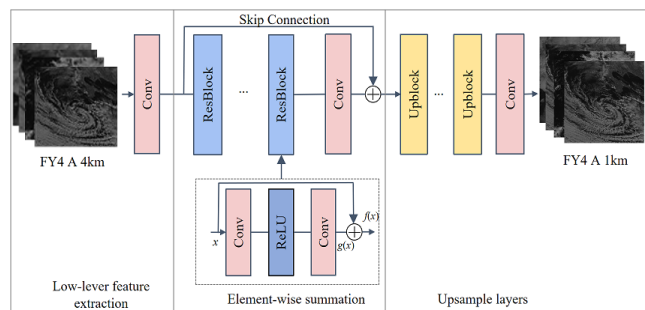 Skip Connection
Conv
ResBlock
...
ResBlock
Conv
Upblock
...
Upblock
Conv
FY4 A 4km
FY4 A 1km
x
Conv
ReLU
Conv
g(x)
f(x)
Low-lever feature
extraction
Element-wise summation
Upsample layers